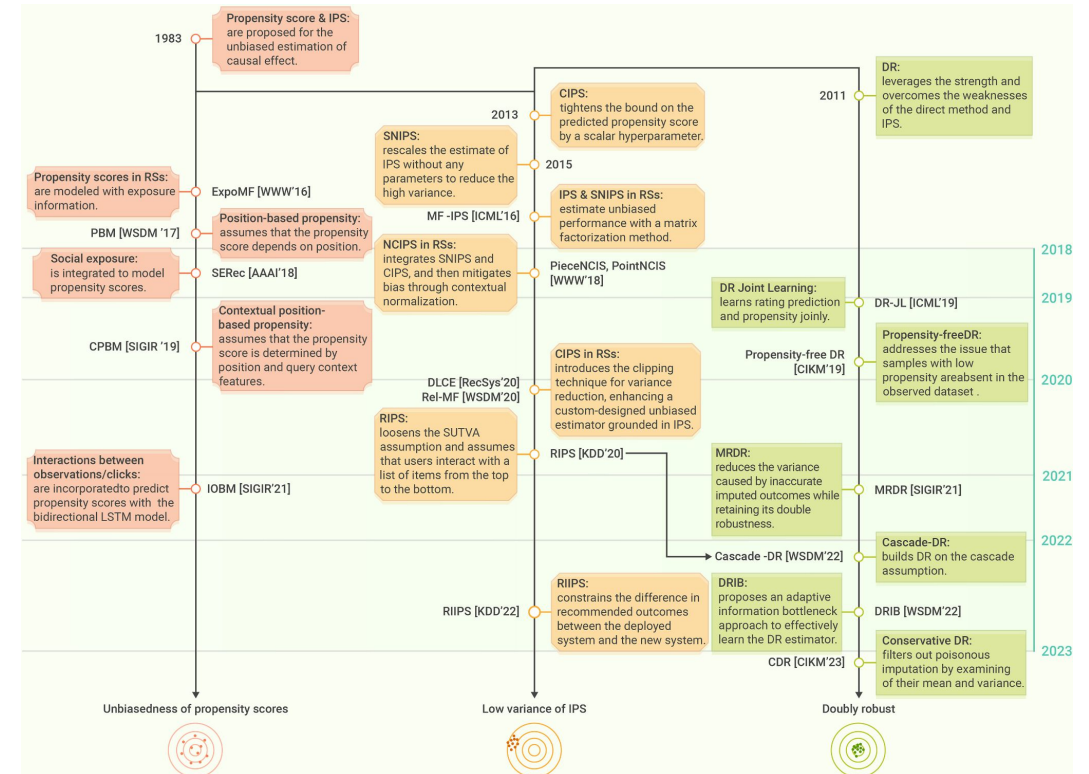 1983
Propensity score & IPS:
are proposed for the
unbiased estimation of
causal effect.
Propensity scores in RSs:
are modeled with exposure
information.
ExpoMF [WWW'16]
PBM [WSDM '17]
Position-based propensity:
assumes that the propensity
score depends on position.
Social exposure:
is integrated to model
propensity scores.
SERec [AAAI'18]
CPBM [SIGIR '19]
Contextual position-
based propensity:
assumes that the propensity
score is determined by
position and query context
features.
Interactions between
observations/clicks:
are incorporatedto predict
propensity scores with the
bidirectional LSTM model.
IOBM [SIGIR'21]
Unbiasedness of propensity scores
2013
CIPS:
tightens the bound on the
predicted propensity score
by a scalar hyperparameter.
SNIPS:
rescales the estimate of
IPS without any
parameters to reduce the
high variance.
2015
MF -IPS [ICML'16]
IPS & SNIPS in RSs:
estimate unbiased
performance with a matrix
factorization method.
NCIPS in RSs:
integrates SNIPS and
CIPS, and then mitigates
bias through contextual
normalization.
PieceNCIS, PointNCIS
[WWW'18]
DLCE [RecSys'20]
Rel-MF [WSDM'20]
CIPS in RSs:
introduces the clipping
technique for variance
reduction, enhancing a
custom-designed unbiased
estimator grounded in IPS.
RIPS:
loosens the SUTVA
assumption and assumes
that users interact with a
list of items from the top
to the bottom.
RIPS [KDD'20]
RIIPS [KDD'22]
RIIPS:
constrains the difference in
recommended outcomes
between the deployed
system and the new system.
Low variance of IPS
2011
DR:
leverages the strength and
overcomes the weaknesses
of the direct method and
IPS.
DR Joint Learning:
learns rating prediction
and propensity joinly.
DR-JL [ICML'19]
Propensity-free DR
[CIKM'19]
Propensity-freeDR:
addresses the issue that
samples with low
propensity areabsent in the
observed dataset .
MRDR:
reduces the variance
caused by inaccurate
imputed outcomes while
retaining its double
robustness.
MRDR [SIGIR'21]
Cascade -DR [WSDM'22]
Cascade-DR:
builds DR on the cascade
assumption.
DRIB:
proposes an adaptive
information bottleneck
approach to effectively
learn the DR estimator.
DRIB [WSDM'22]
CDR [CIKM'23]
Conservative DR:
filters out poisonous
imputation by examining
of their mean and variance.
Doubly robust
2018
2019
2020
2021
2022
2023